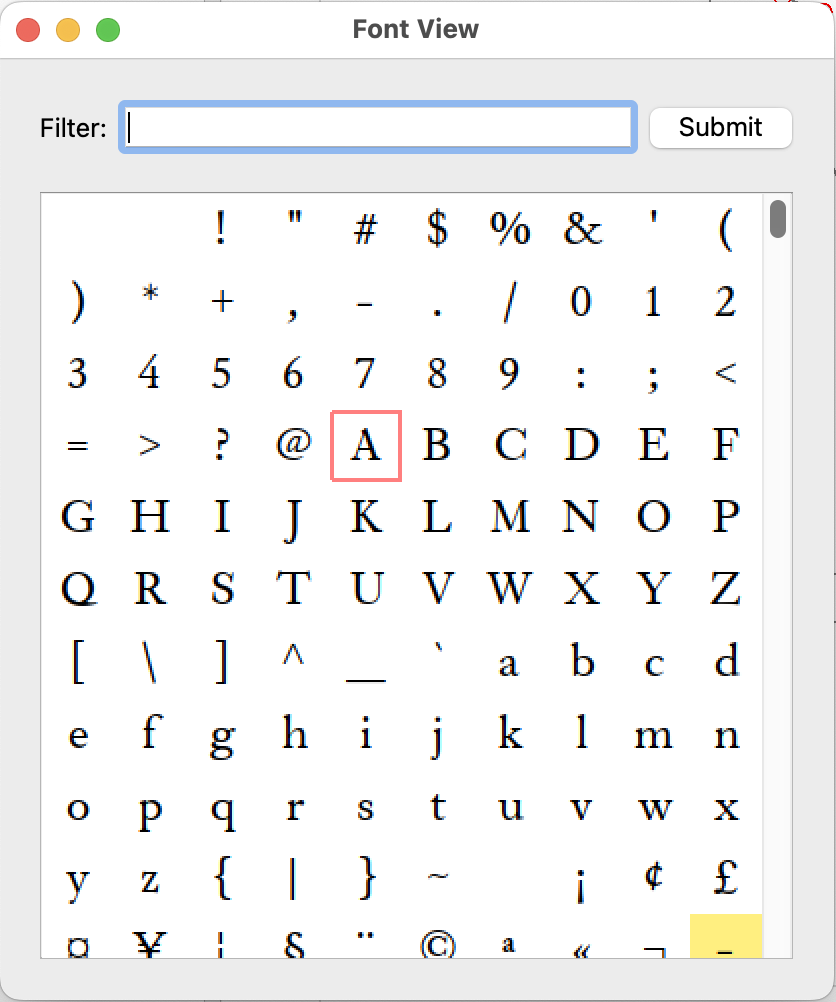 Font View
Filter: Submit
! " # $ % & ' (
) * + , - . / 0 1 2
3 4 5 6 7 8 9 : ; <
= > ? @ A B C D E F
G H I J K L M N O P
Q R S T U V W X Y Z
[ \ ] ^ _ ` a b c d
e f g h i j k l m n
o p q r s t u v w x
y z { | } ~ ¡ ¢ £
¤ ¥ ¦ § ¨ © ª « ¬ -